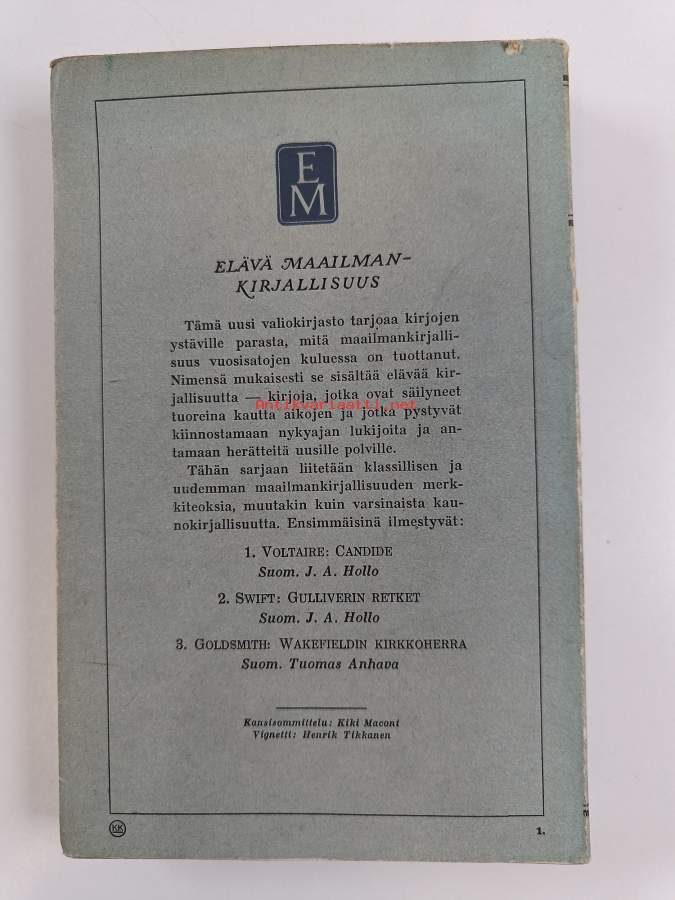 E
M
ELÄVÄ MAAILMAN-
KIRJALLISUUS
Tämä uusi valiokirjasto tarjoaa kirjojen
ystäville parasta, mitä maailmankirjalli-
suus vuosisatojen kuluessa on tuottanut.
Nimensä mukaisesti se sisältää elävää kir-
jallisuutta — kirjoja, jotka ovat säilyneet
Antikvariaatti.net
tuoreina kautta aikojen ja jotka pystyvät
kiinnostamaan nykyajan lukijoita ja an-
tamaan herätteitä uusille polville.
Tähän sarjaan liitetään klassillisen ja
uudemman maailmankirjallisuuden merk-
kiteoksia, muutakin kuin varsinaista kau-
nokirjallisuutta. Ensimmäisinä ilmestyvät:
1. VOLTAIRE: CANDIDE
Suom. J. A. Hollo
2. SWIFT: GULLIVERIN RETKET
Suom. J. A. Hollo
3. GOLDSMITH: WAKEFIELDIN KIRKKOHERRA
Suom. Tuomas Anhava
Kansisommittelu: Kiki Maconi
Vignetti: Henrik Tikkanen
KK
1.